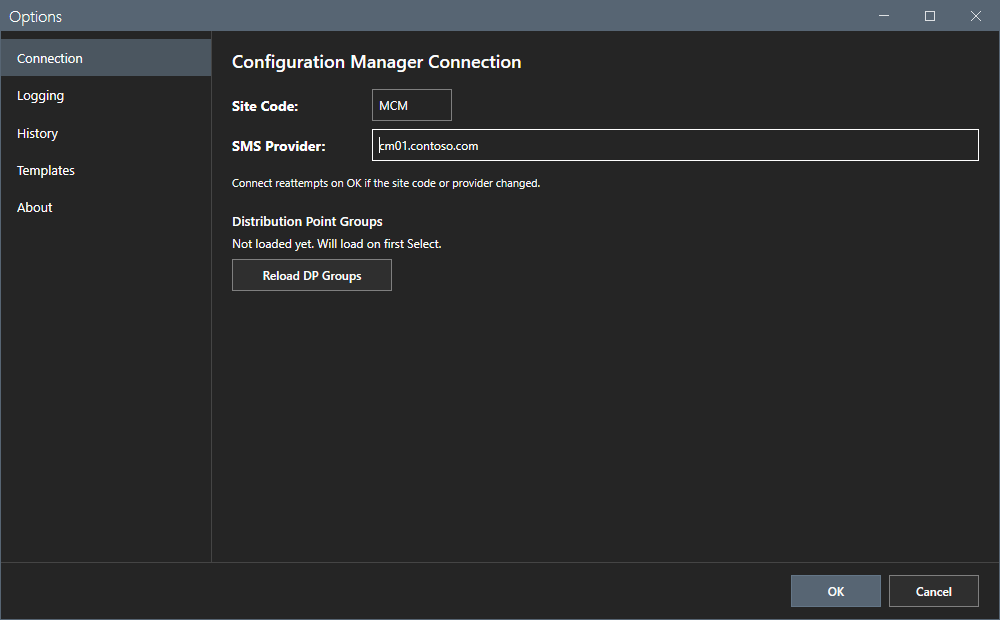 Options
Connection
Logging
History
Templates
About
Configuration Manager Connection
Site Code: MCM
SMS Provider: cm01.contoso.com
Connect reattempts on OK if the site code or provider changed.
Distribution Point Groups
Not loaded yet. Will load on first Select.
Reload DP Groups
OK Cancel